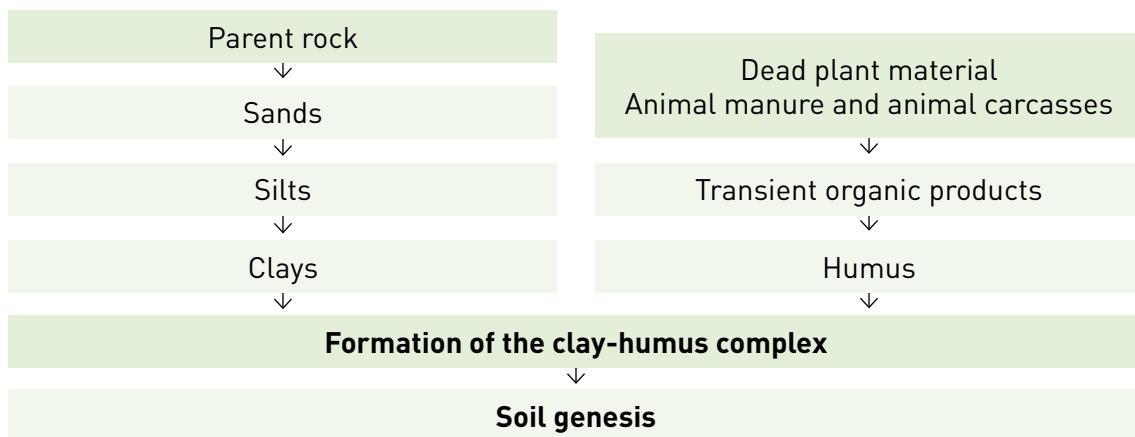 Parent rock
Sands
Silts
Clays
Dead plant material
Animal manure and animal carcasses
Transient organic products
Humus
Formation of the clay-humus complex
Soil genesis